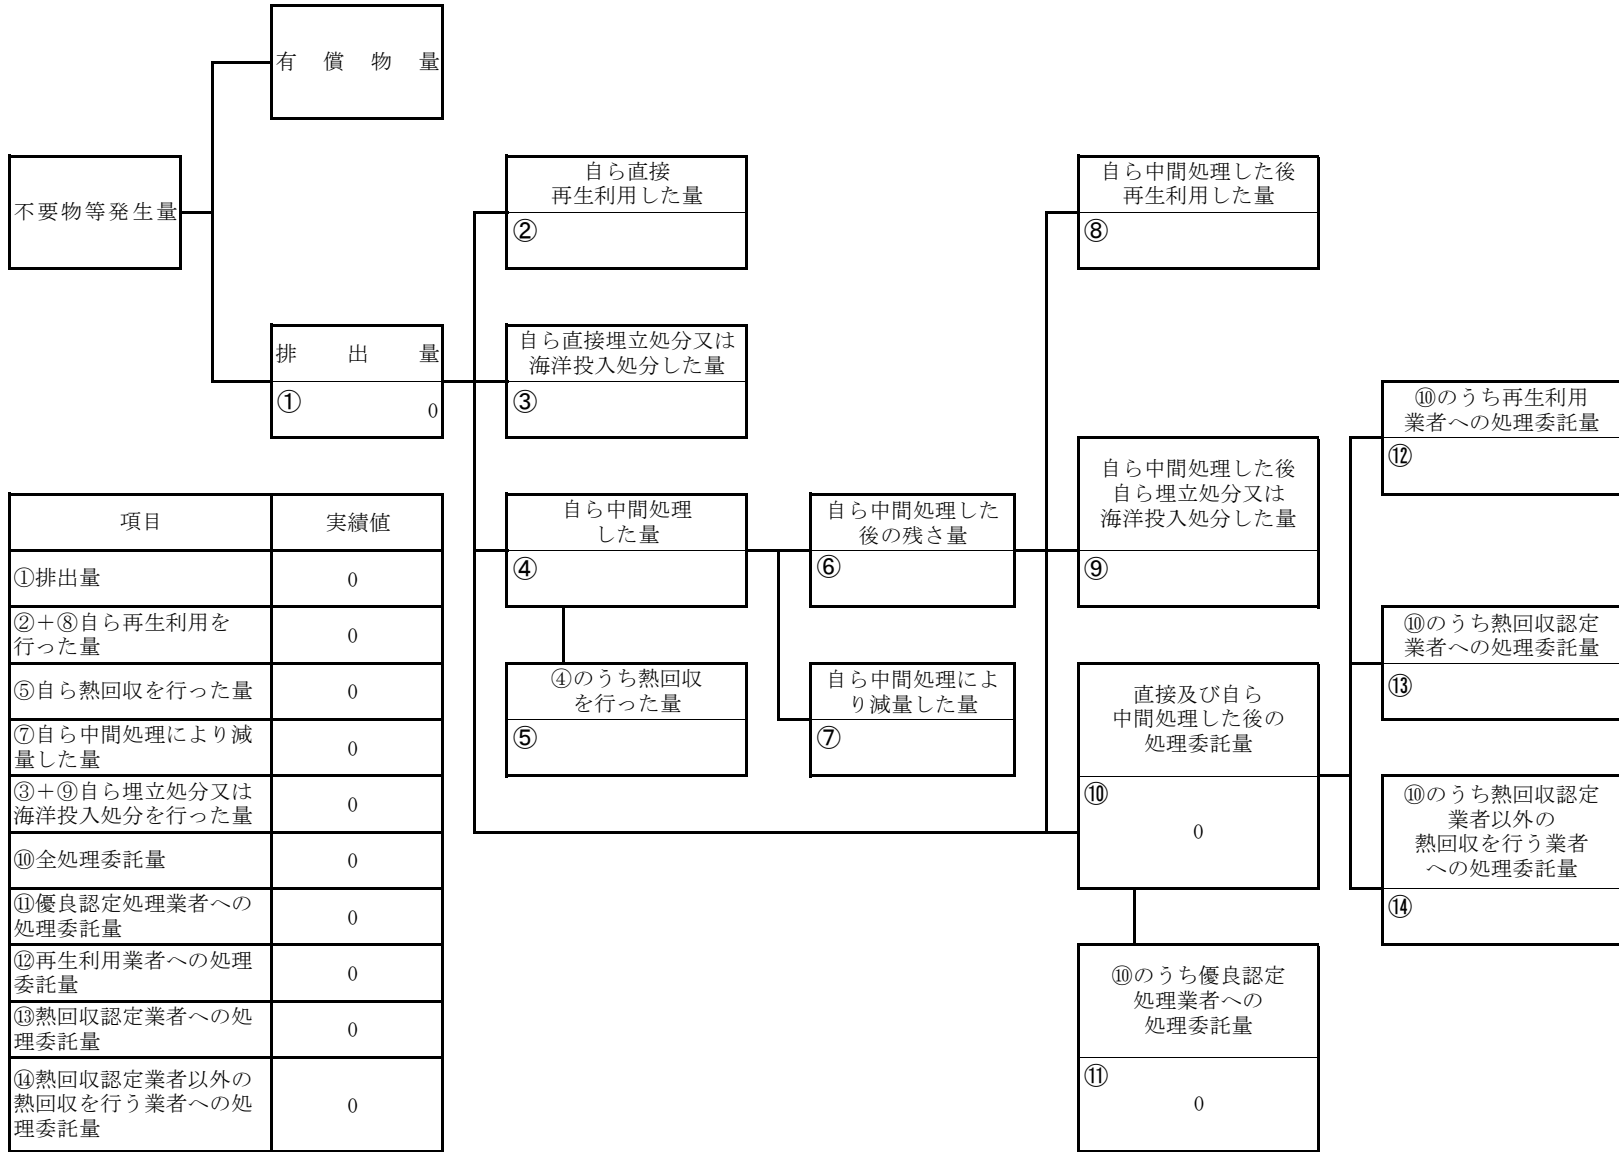 有償物量
不要物等発生量
排出量
①
0
自ら直接
再生利用した量
②
自ら直接埋立処分又は
海洋投入処分した量
③
自ら中間処理
した量
④
④のうち熱回収
を行った量
⑤
自ら中間処理した
後の残さ量
⑥
自ら中間処理によ
り減量した量
⑦
自ら中間処理した後
再生利用した量
⑧
自ら中間処理した後
自ら埋立処分又は
海洋投入処分した量
⑨
直接及び自ら
中間処理した後の
処理委託量
⑩
0
⑩のうち優良認定
処理業者への
処理委託量
⑪
0
⑩のうち再生利用
業者への処理委託量
⑫
⑩のうち熱回収認定
業者への処理委託量
⑬
⑩のうち熱回収認定
業者以外の
熱回収を行う業者
への処理委託量
⑭
項目 実績値
①排出量 0
②＋⑧自ら再生利用を
行った量 0
⑤自ら熱回収を行った量 0
⑦自ら中間処理により減
量した量 0
③＋⑨自ら埋立処分又は
海洋投入処分を行った量 0
⑩全処理委託量 0
⑪優良認定処理業者への
処理委託量 0
⑫再生利用業者への処理
委託量 0
⑬熱回収認定業者への処
理委託量 0
⑭熱回収認定業者以外の
熱回収を行う業者への処
理委託量 0